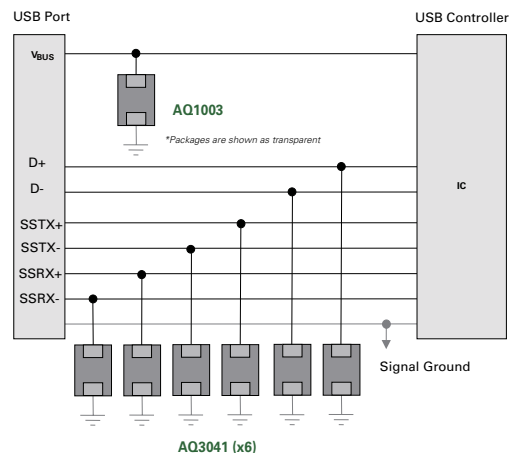 USB Port
USB Controller
VBUS
AQ1003
*Packages are shown as transparent
D+
D-
IC
SSTX+
SSTX-
SSRX+
SSRX-
Signal Ground
AQ3041 (x6)